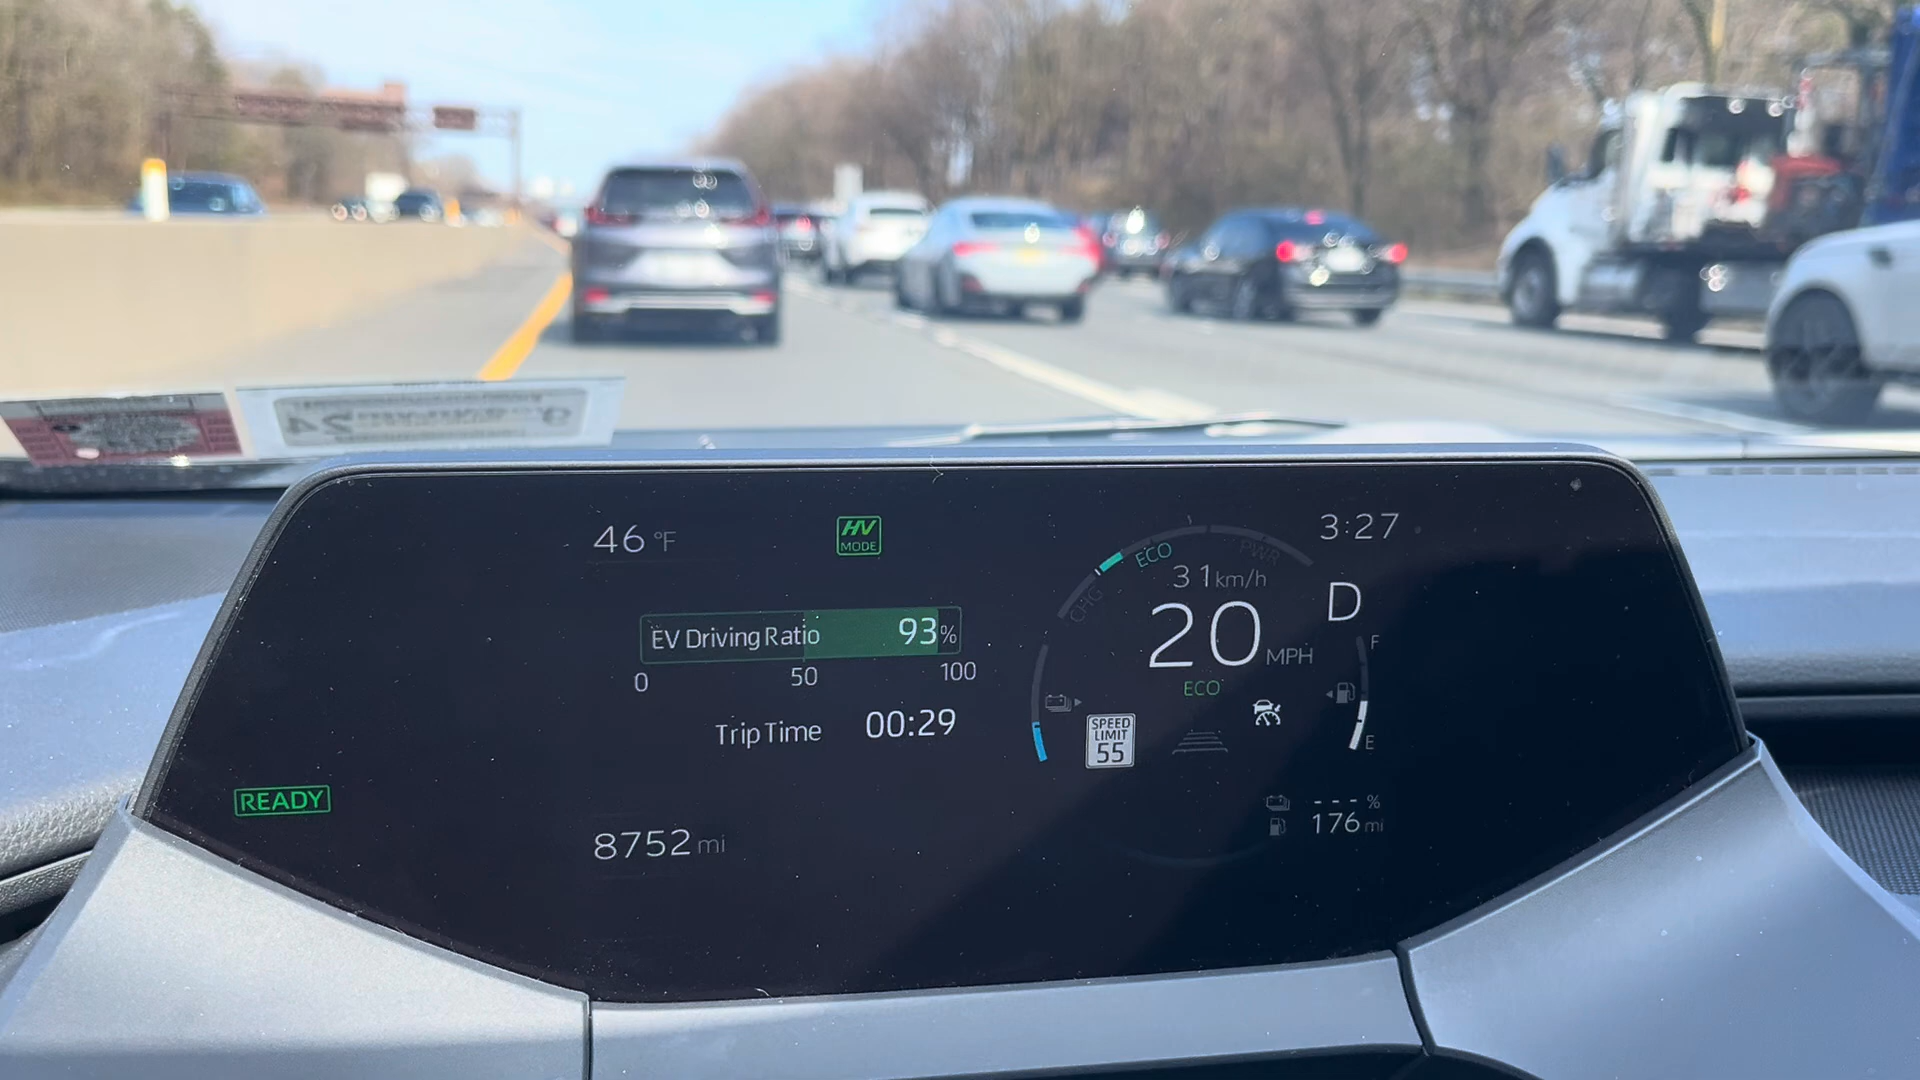 46 °F
HV
MODE
3:27
ECO
PWR
CHG
31 km/h
20 MPH
D
ECO
EV Driving Ratio 93%
0 50 100
Trip Time 00:29
F
E
SPEED
LIMIT
55
READY
8752 mi
---%
176 mi